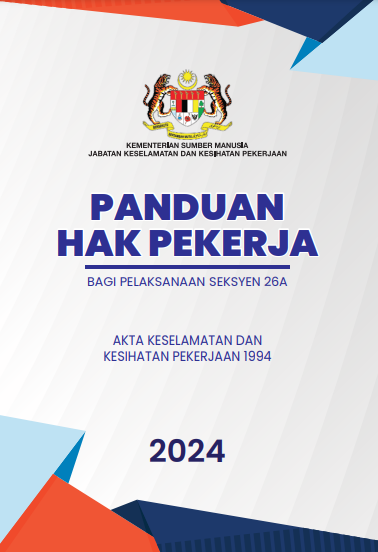 KEMENTERIAN SUMBER MANUSIA
JABATAN KESELAMATAN DAN KESIHATAN PEKERJAAN
PANDUAN
HAK PEKERJA
BAGI PELAKSANAAN SEKSYEN 26A
AKTA KESELAMATAN DAN
KESIHATAN PEKERJAAN 1994
2024